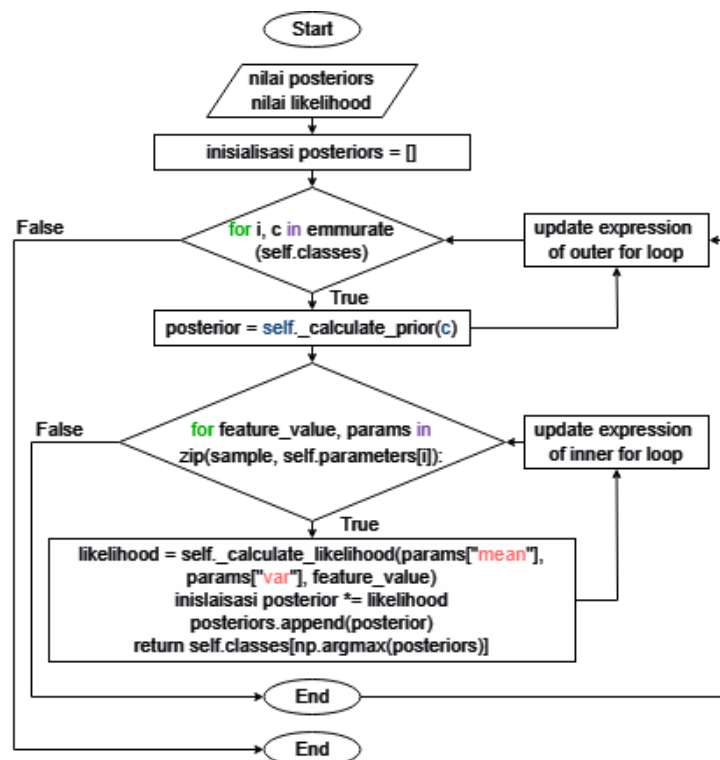 Start
nilai posteriors
nilai likelihood
inisialisasi posteriors = []
False
for i, c in emmurate
(self.classes)
update expression
of outer for loop
True
posterior = self._calculate_prior(c)
False
for feature_value, params in
zip(sample, self.parameters[i]):
update expression
of inner for loop
True
likelihood = self._calculate_likelihood(params["mean"],
params["var"], feature_value)
inislaisasi posterior *= likelihood
posteriors.append(posterior)
return self.classes[np.argmax(posteriors)]
End
End